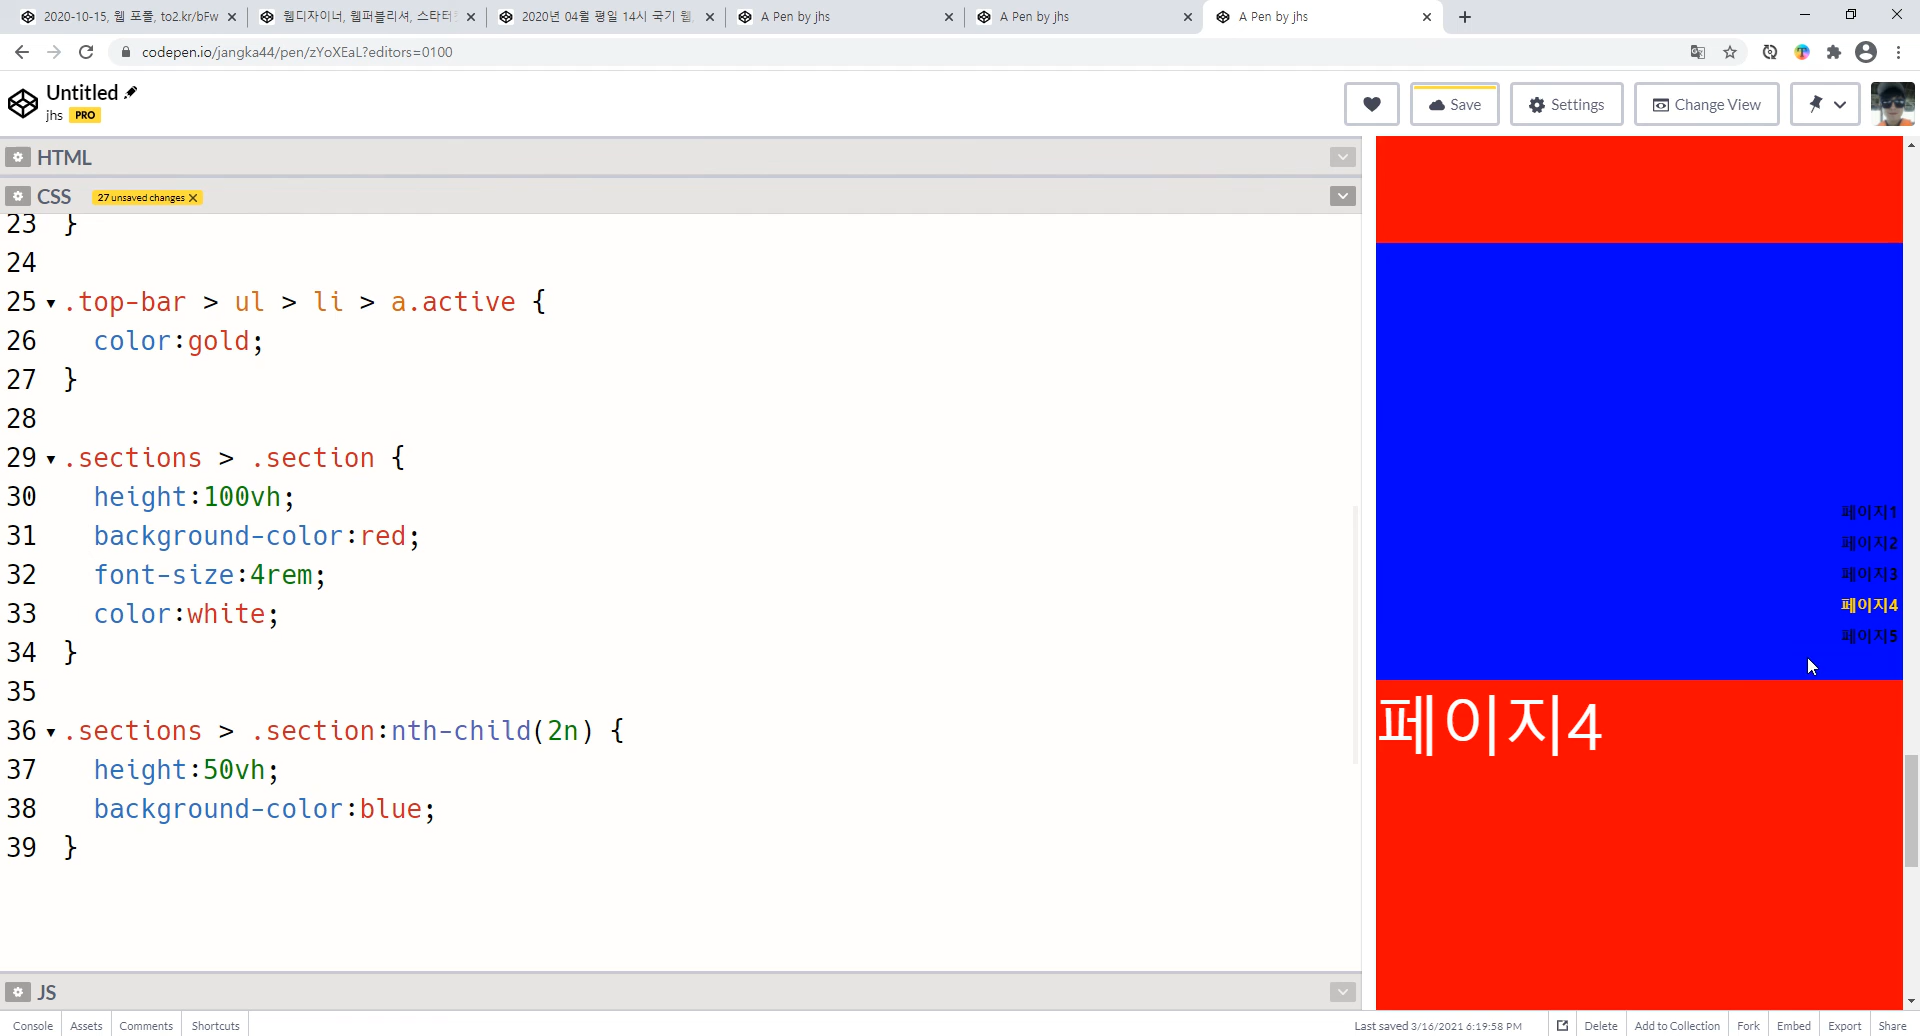 2020-10-15, 웹 포폴, to2.kr/bFw
웹디자이너, 웹퍼블리셔, 스타터
2020년 04월 평일 14시 국기 웹
A Pen by jhs
A Pen by jhs
A Pen by jhs
codepen.io/jangka44/pen/zYoXEaL?editors=0100
Untitled
jhs PRO
Save
Settings
Change View
HTML
CSS
27 unsaved changes
23 }
24
25 .top-bar > ul > li > a.active {
26 color:gold;
27 }
28
29 .sections > .section {
30 height:100vh;
31 background-color:red;
32 font-size:4rem;
33 color:white;
34 }
35
36 .sections > .section:nth-child(2n) {
37 height:50vh;
38 background-color:blue;
39 }
페이지1
페이지2
페이지3
페이지4
페이지5
페이지4
JS
Console
Assets
Comments
Shortcuts
Last saved 3/16/2021 6:19:58 PM
Delete
Add to Collection
Fork
Embed
Export
Share